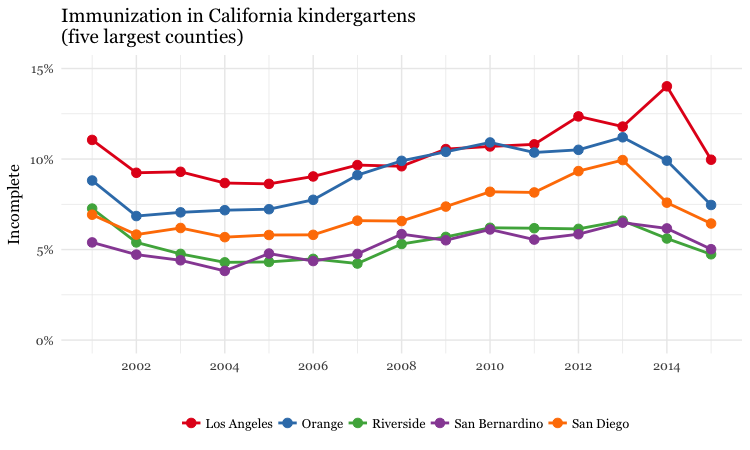 Immunization in California kindergartens
(five largest counties)
15%
10%
5%
0%
Incomplete
2002 2004 2006 2008 2010 2012 2014
Los Angeles Orange Riverside San Bernardino San Diego